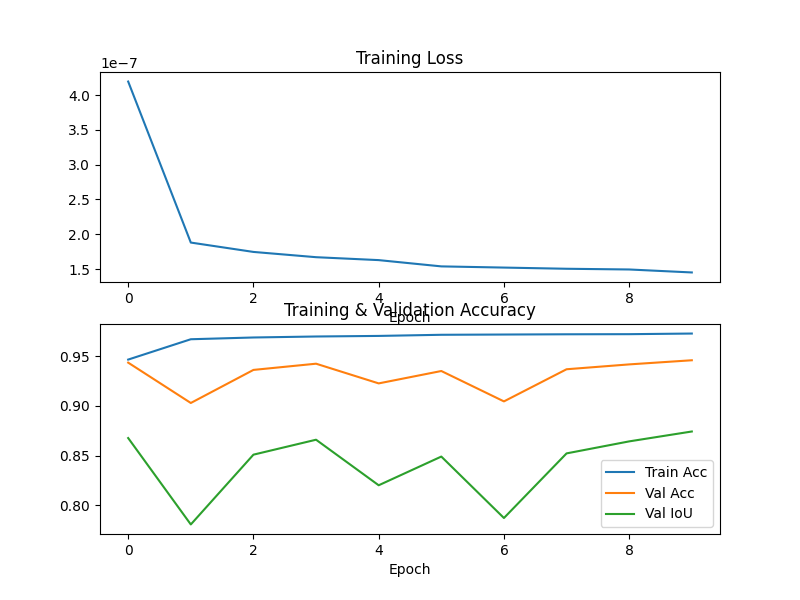 Training Loss
1e−7
4.0
3.5
3.0
2.5
2.0
1.5
0 2 4 6 8
Epoch
Training & Validation Accuracy
0.95
0.90
0.85
0.80
Train Acc
Val Acc
Val IoU
0 2 4 6 8
Epoch